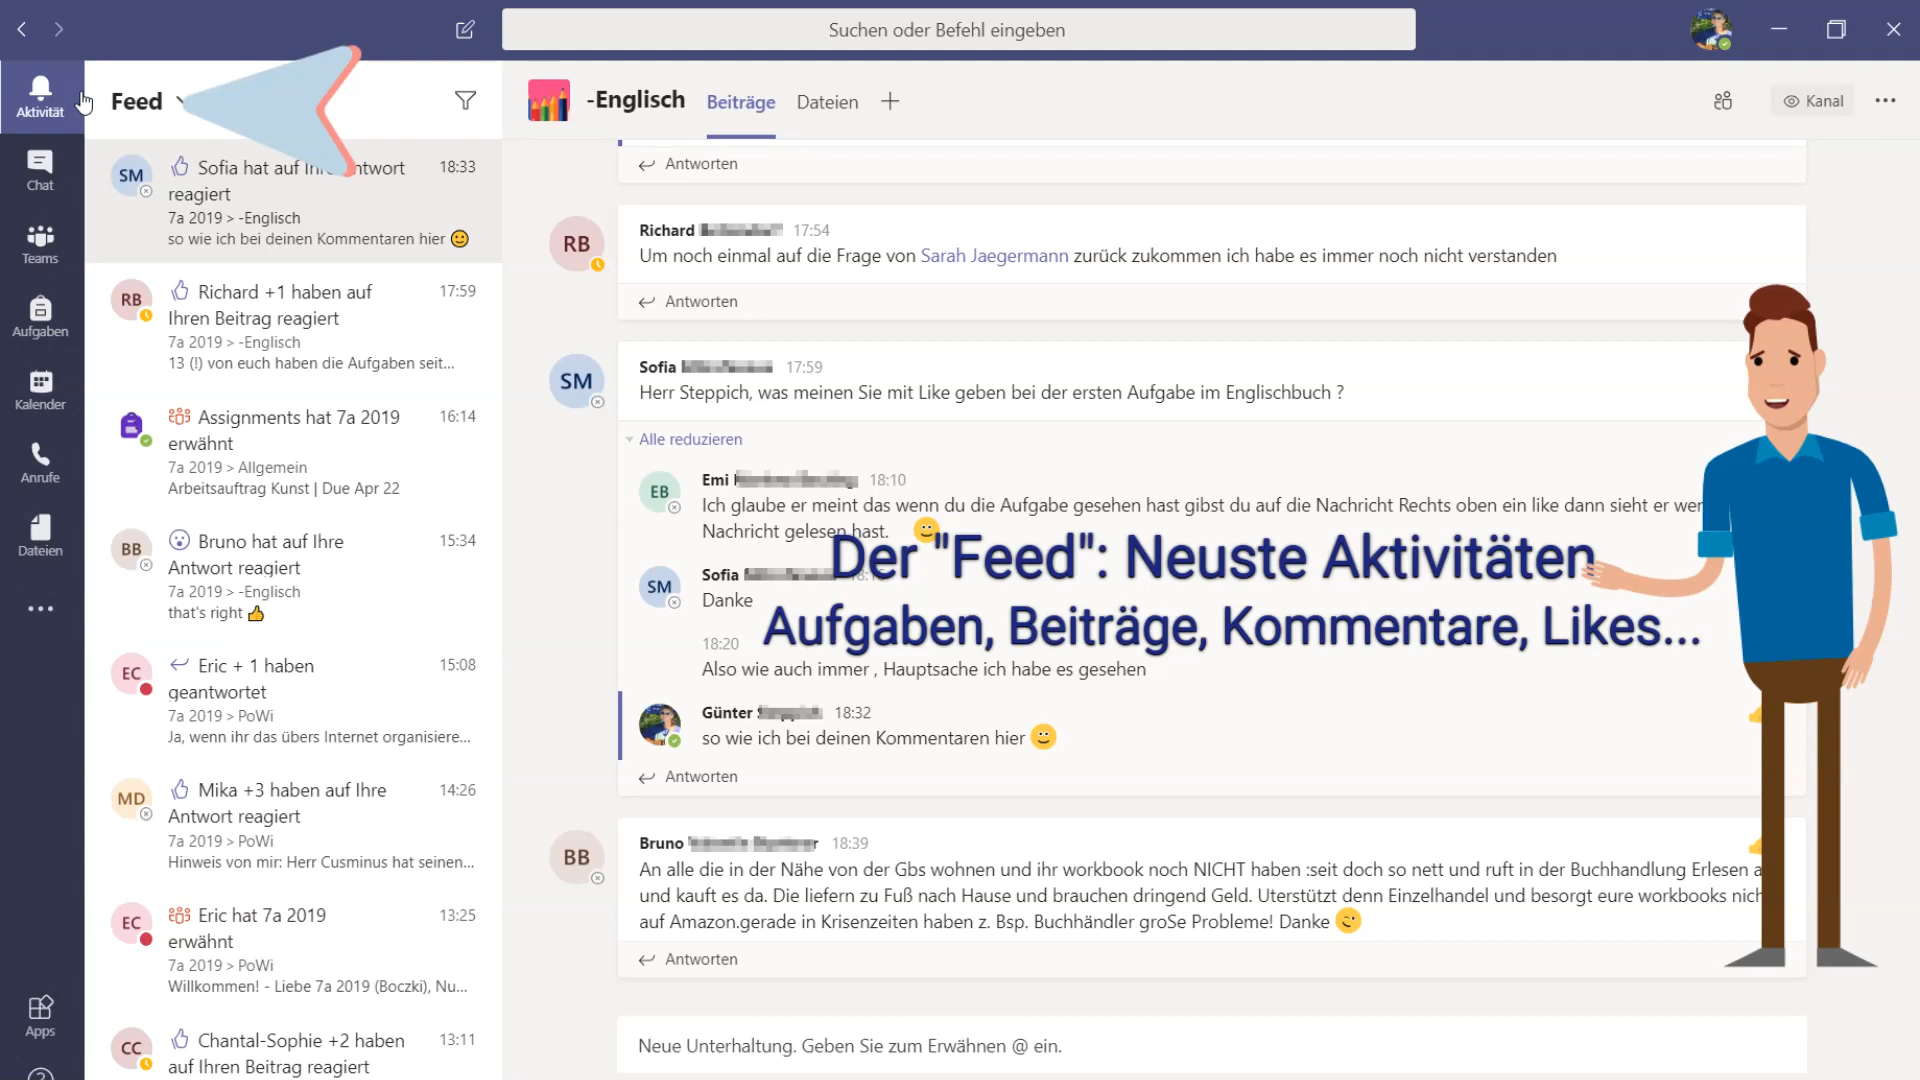 Suchen oder Befehl eingeben
Aktivität
Chat
Teams
Aufgaben
Kalender
Anrufe
Dateien
Apps
Feed
SM
Sofia hat auf Ihre Antwort
18:33
reagiert
7a 2019 > -Englisch
so wie ich bei deinen Kommentaren hier 🙂
RB
Richard +1 haben auf
17:59
Ihren Beitrag reagiert
7a 2019 > -Englisch
13 (!) von euch haben die Aufgaben seit...
Assignments hat 7a 2019
16:14
erwähnt
7a 2019 > Allgemein
Arbeitsauftrag Kunst | Due Apr 22
BB
Bruno hat auf Ihre
15:34
Antwort reagiert
7a 2019 > -Englisch
that's right 👍
EC
Eric + 1 haben
15:08
geantwortet
7a 2019 > PoWi
Ja, wenn ihr das übers Internet organisiere...
MD
Mika +3 haben auf Ihre
14:26
Antwort reagiert
7a 2019 > PoWi
Hinweis von mir: Herr Cusminus hat seinen...
EC
Eric hat 7a 2019
13:25
erwähnt
7a 2019 > PoWi
Willkommen! - Liebe 7a 2019 (Boczki), Nu...
CC
Chantal-Sophie +2 haben
13:11
auf Ihren Beitrag reagiert
-Englisch
Beiträge
Dateien
Kanal
Antworten
RB
Richard 17:54
Um noch einmal auf die Frage von Sarah Jaegermann zurück zukommen ich habe es immer noch nicht verstanden
Antworten
SM
Sofia 17:59
Herr Steppich, was meinen Sie mit Like geben bei der ersten Aufgabe im Englischbuch ?
Alle reduzieren
EB
Emi 18:10
Ich glaube er meint das wenn du die Aufgabe gesehen hast gibst du auf die Nachricht Rechts oben ein like dann sieht er
Nachricht gelesen hast. 🙂
SM
Sofia
Danke
18:20
Also wie auch immer , Hauptsache ich habe es gesehen
Günter 18:32
so wie ich bei deinen Kommentaren hier 🙂
Antworten
Der "Feed": Neuste Aktivitäten
Aufgaben, Beiträge, Kommentare, Likes...
BB
Bruno 18:39
An alle die in der Nähe von der Gbs wohnen und ihr workbook noch NICHT haben :seit doch so nett und ruft in der Buchhandlung Erlesen
und kauft es da. Die liefern zu Fuß nach Hause und brauchen dringend Geld. Uterstützt denn Einzelhandel und besorgt eure workbooks
auf Amazon.gerade in Krisenzeiten haben z. Bsp. Buchhändler groSe Probleme! Danke 😉
Antworten
Neue Unterhaltung. Geben Sie zum Erwähnen @ ein.